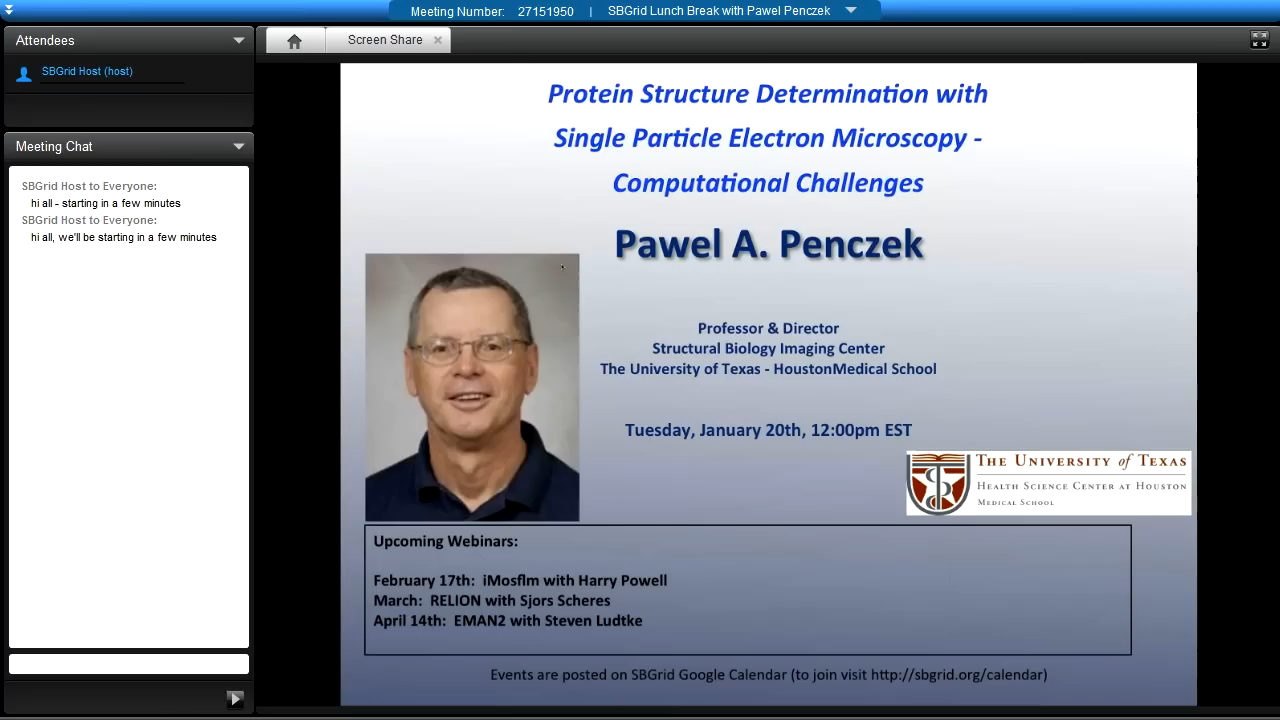 Meeting Number: 27151950 | SBGrid Lunch Break with Pawel Penczek
Attendees
SBGrid Host (host)
Meeting Chat
SBGrid Host to Everyone:
hi all - starting in a few minutes
SBGrid Host to Everyone:
hi all, we'll be starting in a few minutes
Screen Share
Protein Structure Determination with
Single Particle Electron Microscopy -
Computational Challenges
Pawel A. Penczek
Professor & Director
Structural Biology Imaging Center
The University of Texas - HoustonMedical School
Tuesday, January 20th, 12:00pm EST
The University of Texas
Health Science Center at Houston
Medical School
Upcoming Webinars:
February 17th: iMosflm with Harry Powell
March: RELION with Sjors Scheres
April 14th: EMAN2 with Steven Ludtke
Events are posted on SBGrid Google Calendar (to join visit http://sbgrid.org/calendar)